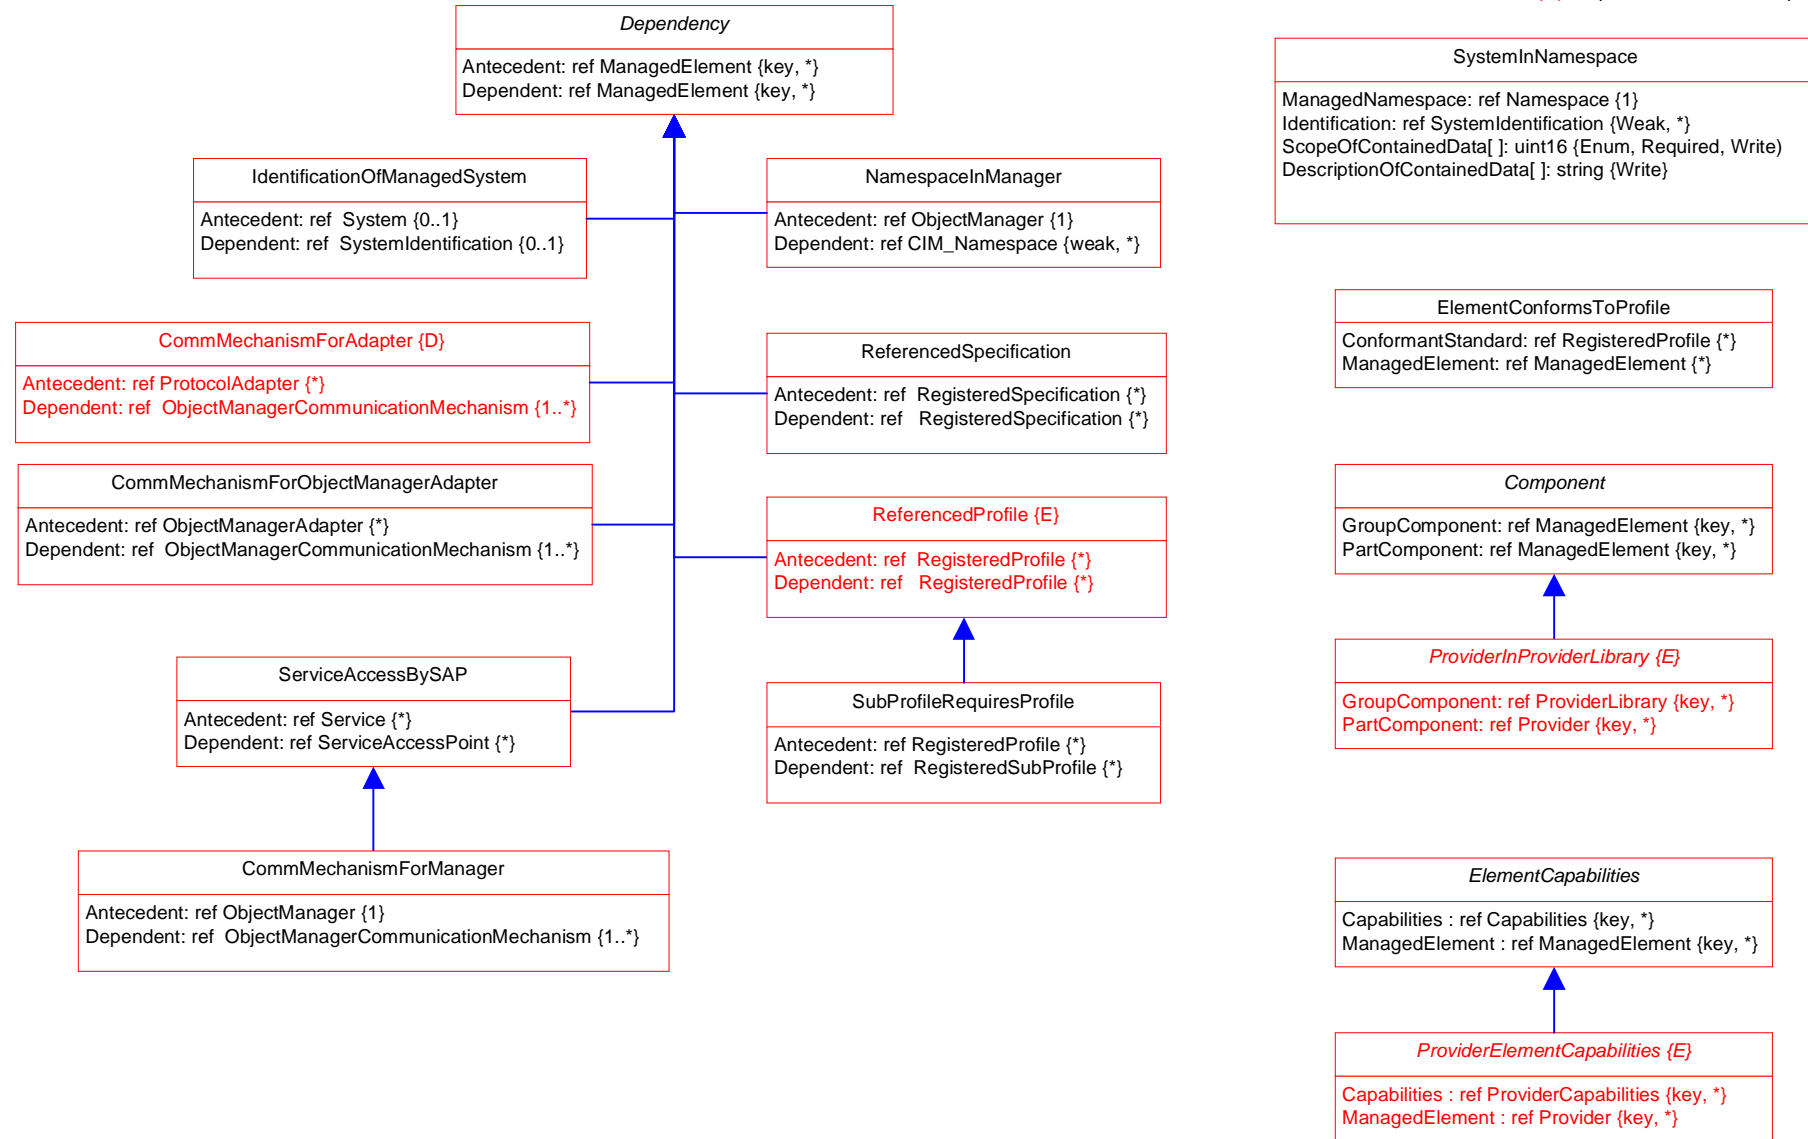 Dependency
Antecedent: ref ManagedElement {key, *}
Dependent: ref ManagedElement {key, *}
SystemInNamespace
ManagedNamespace: ref Namespace {1}
Identification: ref SystemIdentification {Weak, *}
ScopeOfContainedData[ ]: uint16 {Enum, Required, Write)
DescriptionOfContainedData[ ]: string {Write}
IdentificationOfManagedSystem
Antecedent: ref  System {0..1}
Dependent: ref  SystemIdentification {0..1}
NamespaceInManager
Antecedent: ref ObjectManager {1}
Dependent: ref CIM_Namespace {weak, *}
ElementConformsToProfile
ConformantStandard: ref RegisteredProfile {*}
ManagedElement: ref ManagedElement {*}
CommMechanismForAdapter {D}
Antecedent: ref ProtocolAdapter {*}
Dependent: ref  ObjectManagerCommunicationMechanism {1..*}
ReferencedSpecification
Antecedent: ref  RegisteredSpecification {*}
Dependent: ref   RegisteredSpecification {*}
CommMechanismForObjectManagerAdapter
Antecedent: ref ObjectManagerAdapter {*}
Dependent: ref  ObjectManagerCommunicationMechanism {1..*}
ReferencedProfile {E}
Antecedent: ref  RegisteredProfile {*}
Dependent: ref   RegisteredProfile {*}
Component
GroupComponent: ref ManagedElement {key, *}
PartComponent: ref ManagedElement {key, *}
ProviderInProviderLibrary {E}
GroupComponent: ref ProviderLibrary {key, *}
PartComponent: ref Provider {key, *}
ServiceAccessBySAP
Antecedent: ref Service {*}
Dependent: ref ServiceAccessPoint {*}
SubProfileRequiresProfile
Antecedent: ref RegisteredProfile {*}
Dependent: ref  RegisteredSubProfile {*}
CommMechanismForManager
Antecedent: ref ObjectManager {1}
Dependent: ref  ObjectManagerCommunicationMechanism {1..*}
ElementCapabilities
Capabilities : ref Capabilities {key, *}
ManagedElement : ref ManagedElement {key, *}
ProviderElementCapabilities {E}
Capabilities : ref ProviderCapabilities {key, *}
ManagedElement : ref Provider {key, *}